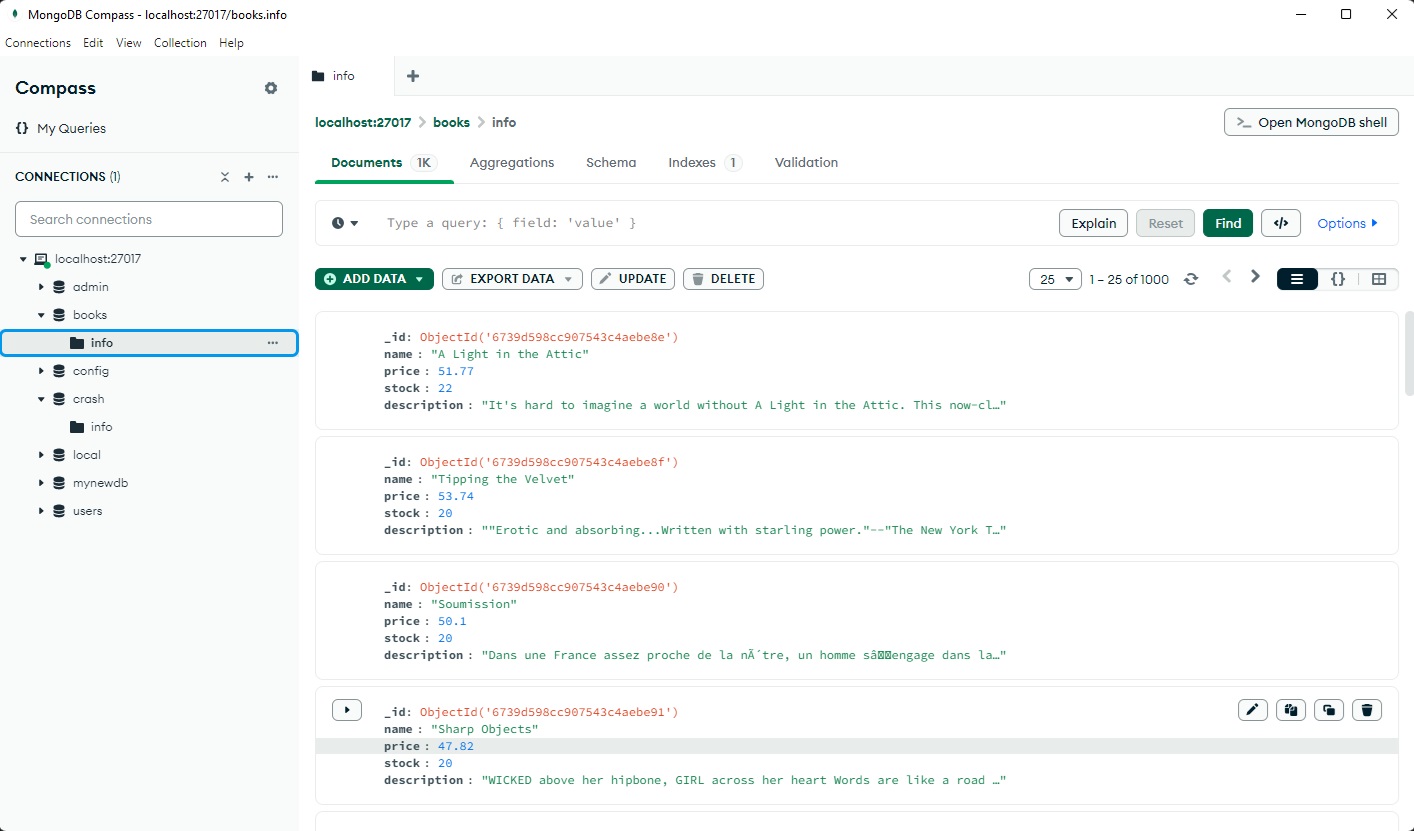 MongoDB Compass - localhost:27017/books.info
Connections Edit View Collection Help
Compass
{} My Queries
CONNECTIONS (1)
Search connections
localhost:27017
admin
books
info
config
crash
info
local
mynewdb
users
info
localhost:27017 > books > info
>_ Open MongoDB shell
Documents 1K Aggregations Schema Indexes 1 Validation
Type a query: { field: 'value' }
Explain Reset Find </> Options
ADD DATA EXPORT DATA UPDATE DELETE
25 1 – 25 of 1000 {}
_id: ObjectId('6739d598cc907543c4aebe8e')
name : "A Light in the Attic"
price : 51.77
stock : 22
description : "It's hard to imagine a world without A Light in the Attic. This now-cl…"
_id: ObjectId('6739d598cc907543c4aebe8f')
name : "Tipping the Velvet"
price : 53.74
stock : 20
description : ""Erotic and absorbing...Written with starling power."--"The New York T…"
_id: ObjectId('6739d598cc907543c4aebe90')
name : "Soumission"
price : 50.1
stock : 20
description : "Dans une France assez proche de la nÃ´tre, un homme sâengage dans la…"
_id: ObjectId('6739d598cc907543c4aebe91')
name : "Sharp Objects"
price : 47.82
stock : 20
description : "WICKED above her hipbone, GIRL across her heart Words are like a road …"